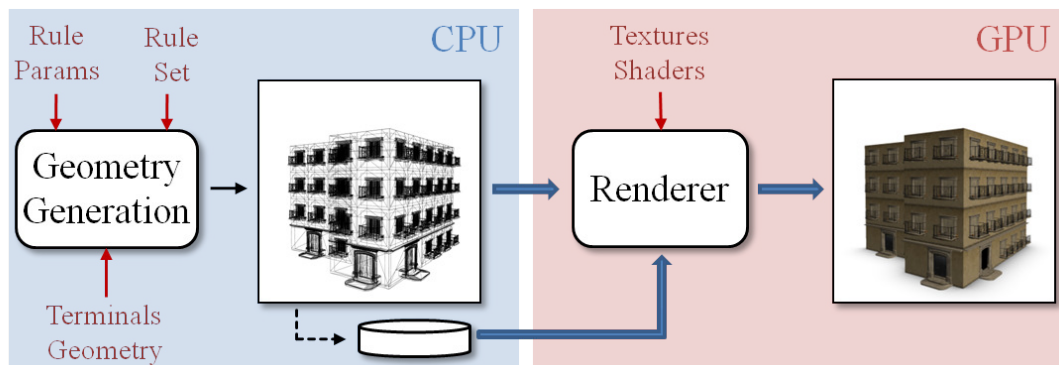 Rule
Params
Rule
Set
CPU
Textures
Shaders
GPU
Geometry
Generation
Renderer
Terminals
Geometry